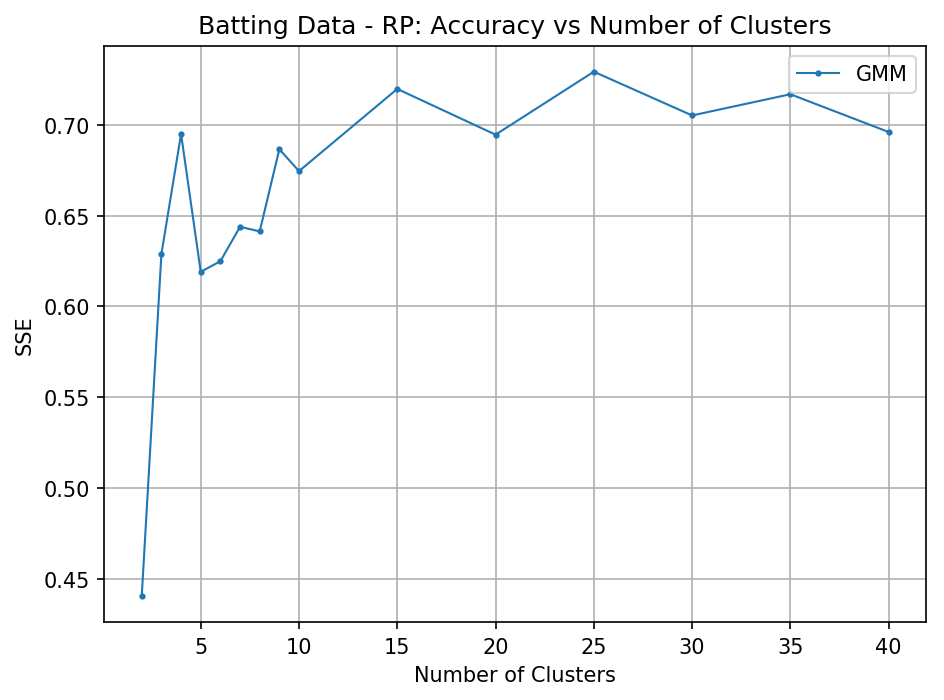 Batting Data - RP: Accuracy vs Number of Clusters
GMM
SSE
0.70
0.65
0.60
0.55
0.50
0.45
5 10 15 20 25 30 35 40
Number of Clusters